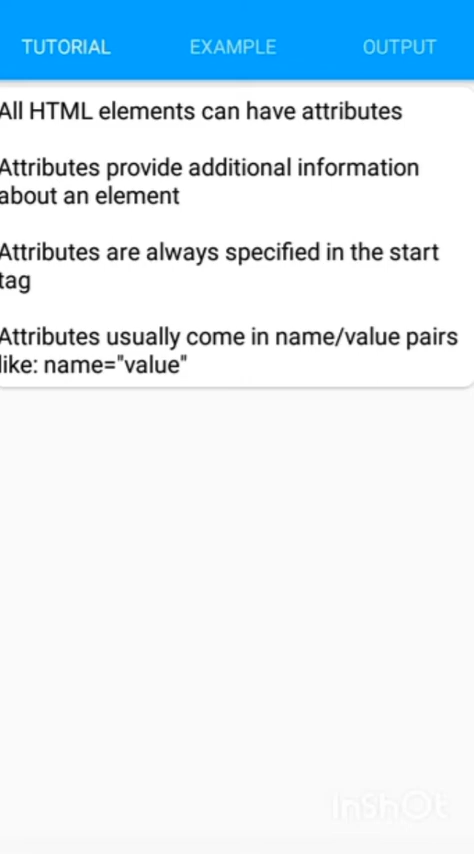 TUTORIAL EXAMPLE OUTPUT
All HTML elements can have attributes
Attributes provide additional information
about an element
Attributes are always specified in the start
tag
Attributes usually come in name/value pairs
like: name="value"
InShOt